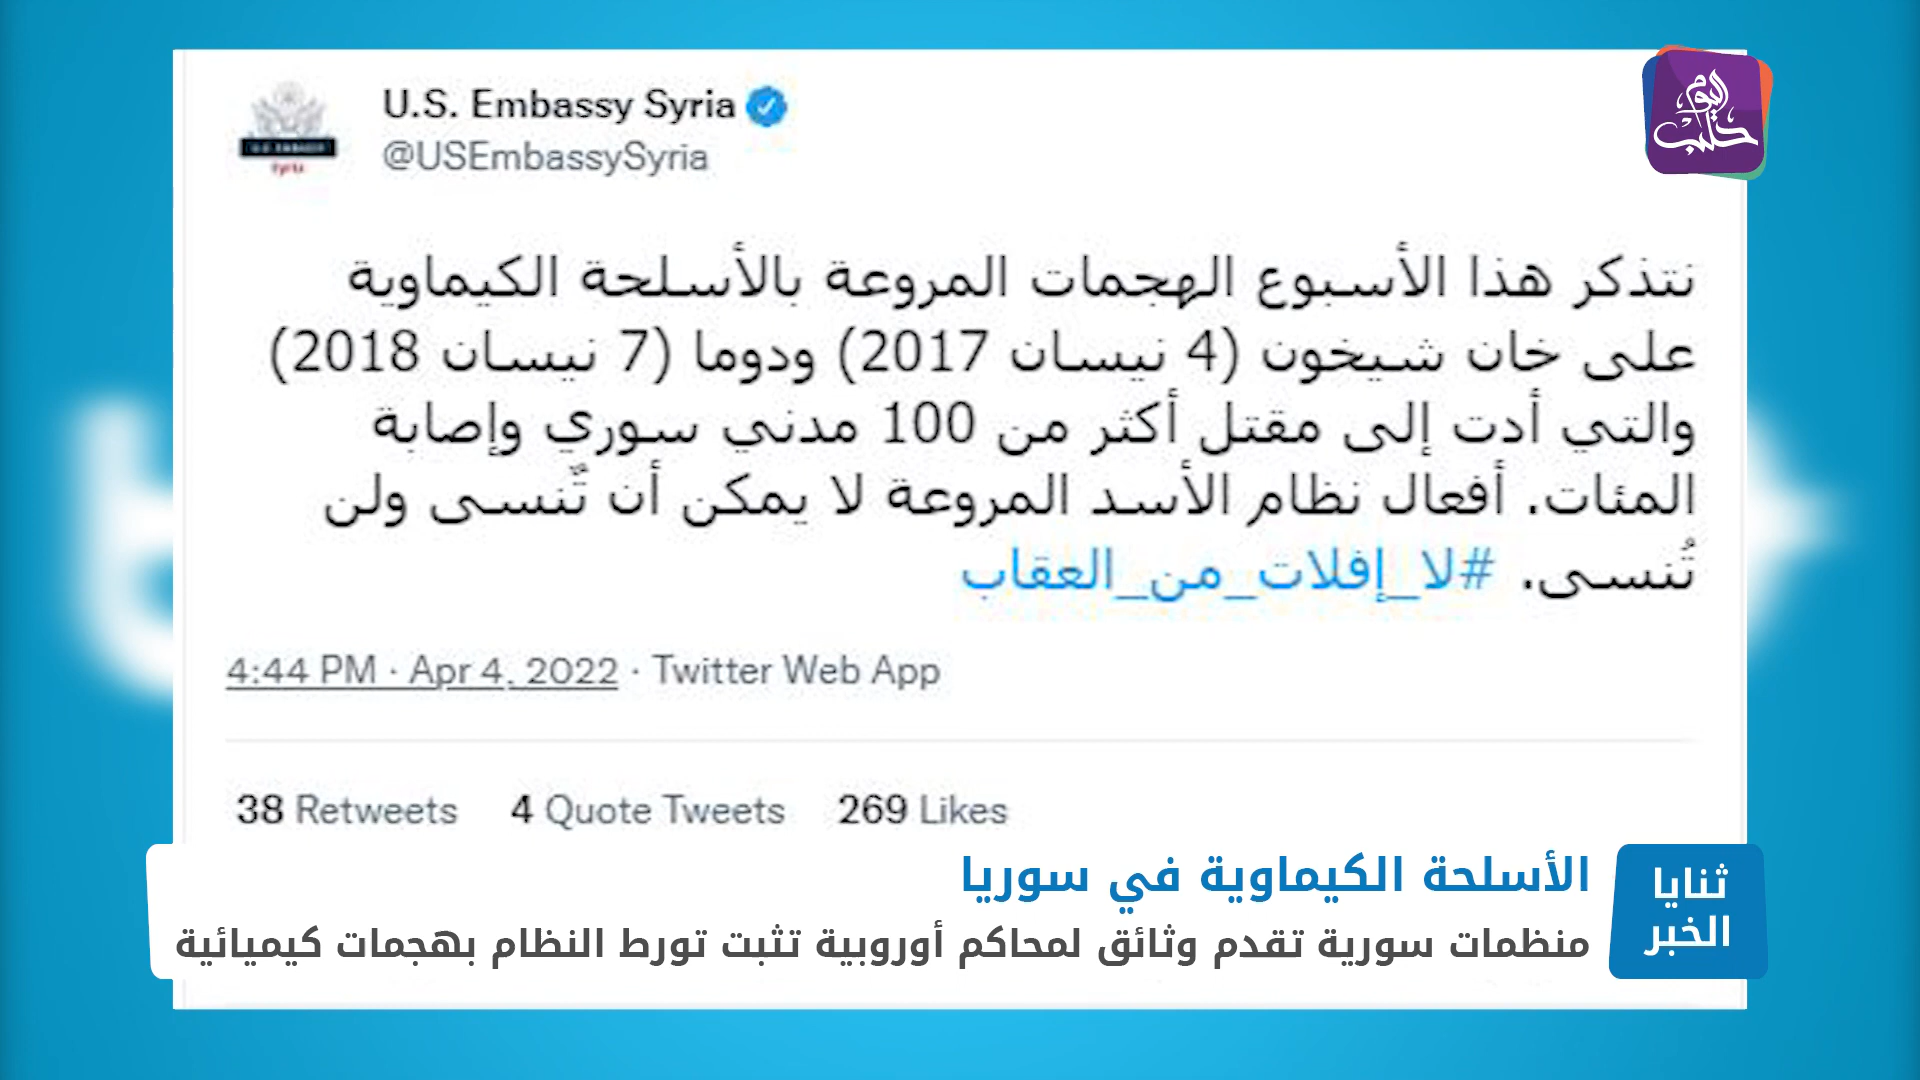 U.S. Embassy Syria
@USEmbassySyria
حلب اليوم
نتذكر هذا الأسبوع الهجمات المروعة بالأسلحة الكيماوية
على خان شيخون (4 نيسان 2017) ودوما (7 نيسان 2018)
والتي أدت إلى مقتل أكثر من 100 مدني سوري وإصابة
المئات. أفعال نظام الأسد المروعة لا يمكن أن تٌنسى ولن
تُنسى. #لا_إفلات_من_العقاب
4:44 PM · Apr 4, 2022 · Twitter Web App
38 Retweets 4 Quote Tweets 269 Likes
ثنايا
الخبر
الأسلحة الكيماوية في سوريا
منظمات سورية تقدم وثائق لمحاكم أوروبية تثبت تورط النظام بهجمات كيميائية